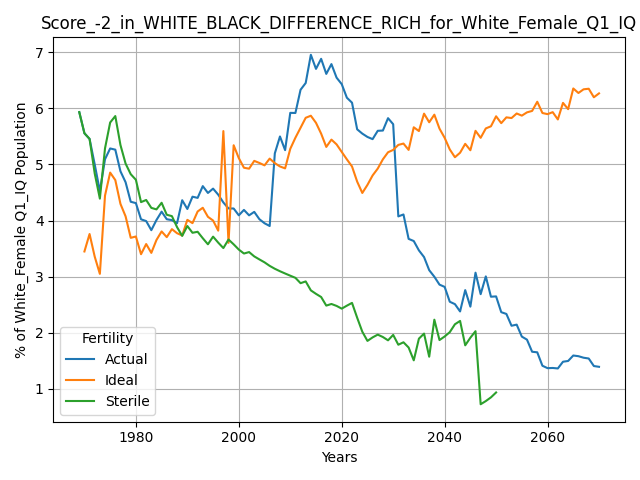 Score_-2_in_WHITE_BLACK_DIFFERENCE_RICH_for_White_Female_Q1_IQ
% of White_Female Q1_IQ Population
7
6
5
4
3
2
1
Fertility
Actual
Ideal
Sterile
1980
2000
2020
2040
2060
Years